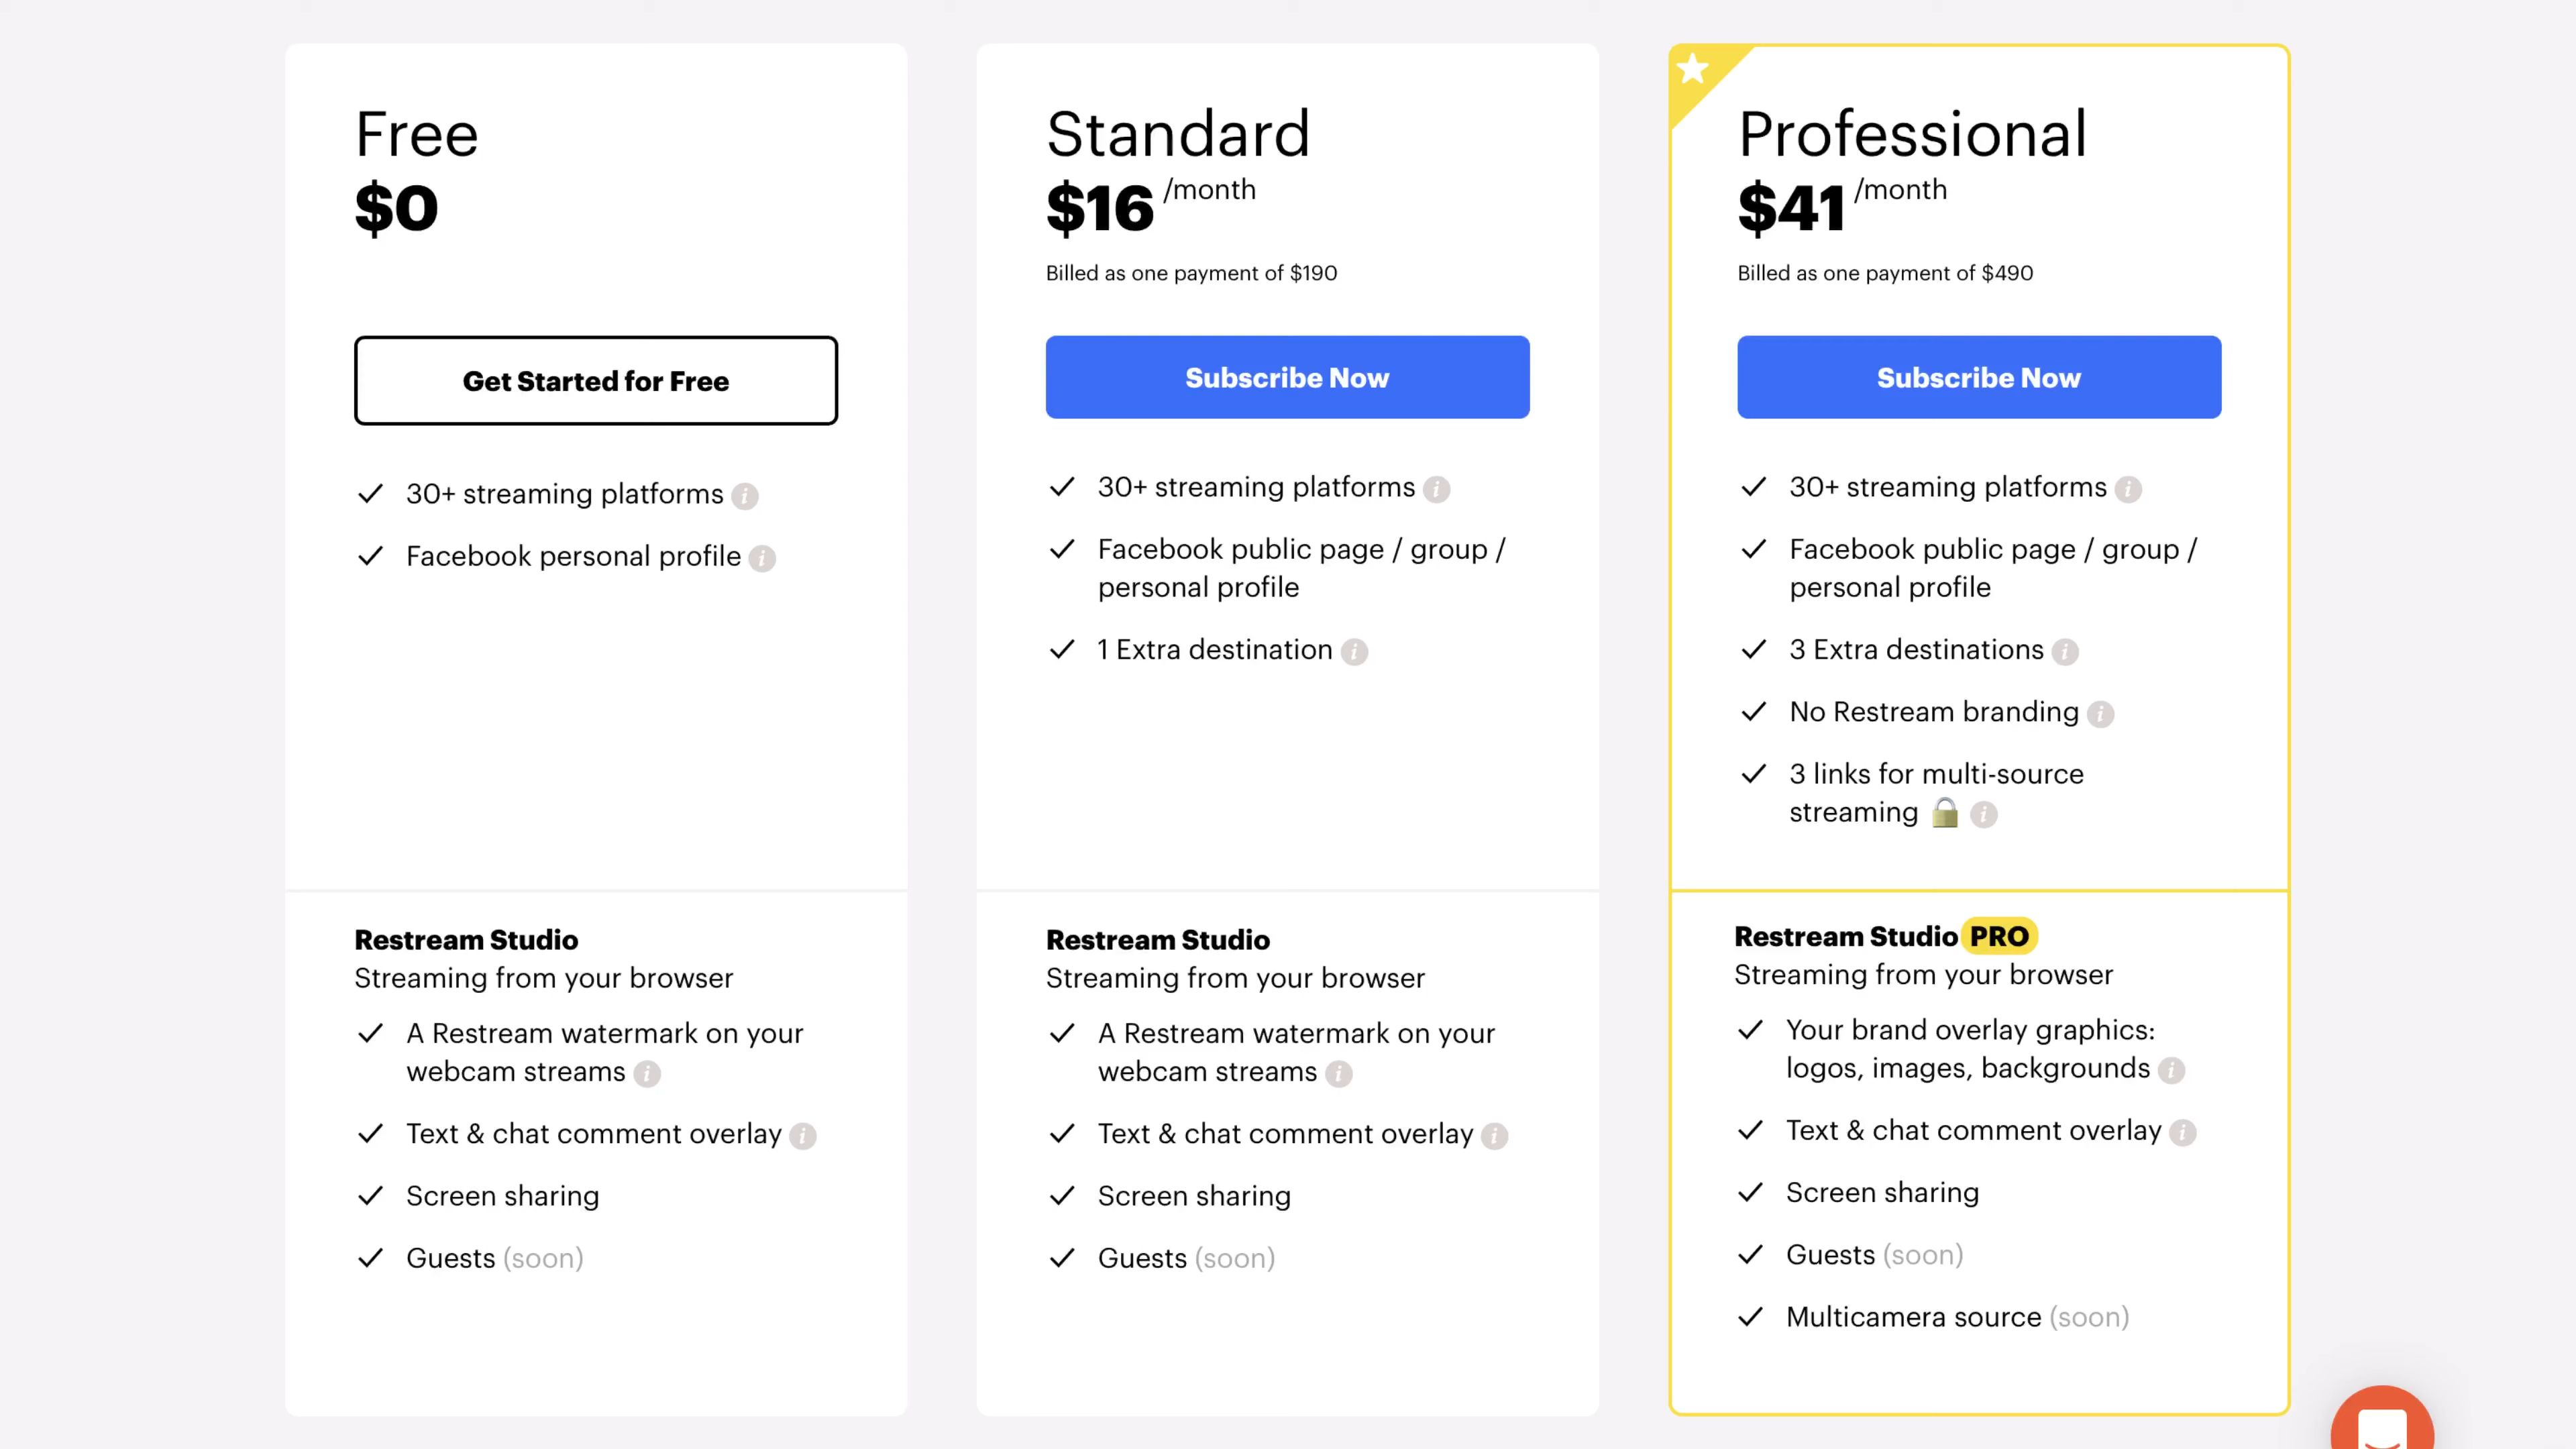 Free
$0
Get Started for Free
30+ streaming platforms
Facebook personal profile
Restream Studio
Streaming from your browser
A Restream watermark on your
webcam streams
Text & chat comment overlay
Screen sharing
Guests (soon)
Standard
$16 /month
Billed as one payment of $190
Subscribe Now
30+ streaming platforms
Facebook public page / group /
personal profile
1 Extra destination
Restream Studio
Streaming from your browser
A Restream watermark on your
webcam streams
Text & chat comment overlay
Screen sharing
Guests (soon)
Professional
$41 /month
Billed as one payment of $490
Subscribe Now
30+ streaming platforms
Facebook public page / group /
personal profile
3 Extra destinations
No Restream branding
3 links for multi-source
streaming
Restream Studio PRO
Streaming from your browser
Your brand overlay graphics:
logos, images, backgrounds
Text & chat comment overlay
Screen sharing
Guests (soon)
Multicamera source (soon)